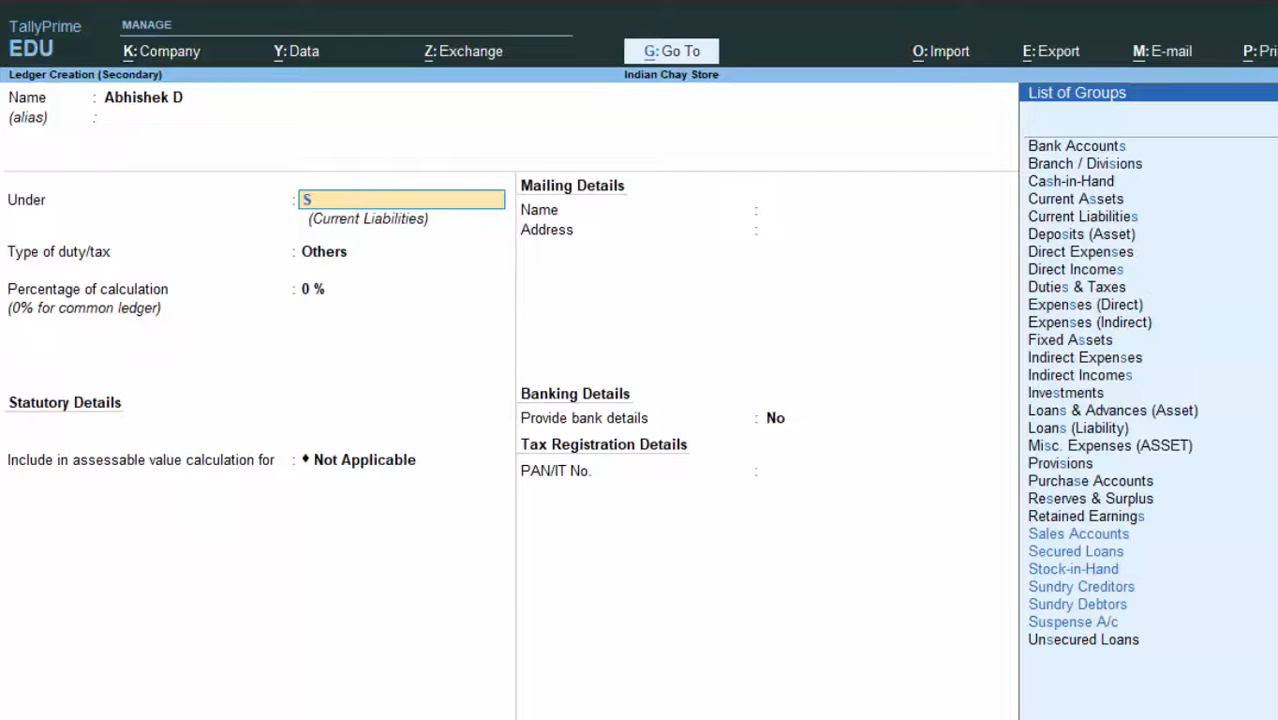 TallyPrime
EDU
MANAGE
K: Company
Y: Data
Z: Exchange
G: Go To
O: Import
E: Export
M: E-mail
P: Pri
Ledger Creation (Secondary)
Indian Chay Store
Name : Abhishek D
(alias) :
Under : S
(Current Liabilities)
Type of duty/tax : Others
Percentage of calculation : 0 %
(0% for common ledger)
Statutory Details
Include in assessable value calculation for : ♦ Not Applicable
Mailing Details
Name :
Address :
Banking Details
Provide bank details : No
Tax Registration Details
PAN/IT No. :
List of Groups
Bank Accounts
Branch / Divisions
Cash-in-Hand
Current Assets
Current Liabilities
Deposits (Asset)
Direct Expenses
Direct Incomes
Duties & Taxes
Expenses (Direct)
Expenses (Indirect)
Fixed Assets
Indirect Expenses
Indirect Incomes
Investments
Loans & Advances (Asset)
Loans (Liability)
Misc. Expenses (ASSET)
Provisions
Purchase Accounts
Reserves & Surplus
Retained Earnings
Sales Accounts
Secured Loans
Stock-in-Hand
Sundry Creditors
Sundry Debtors
Suspense A/c
Unsecured Loans